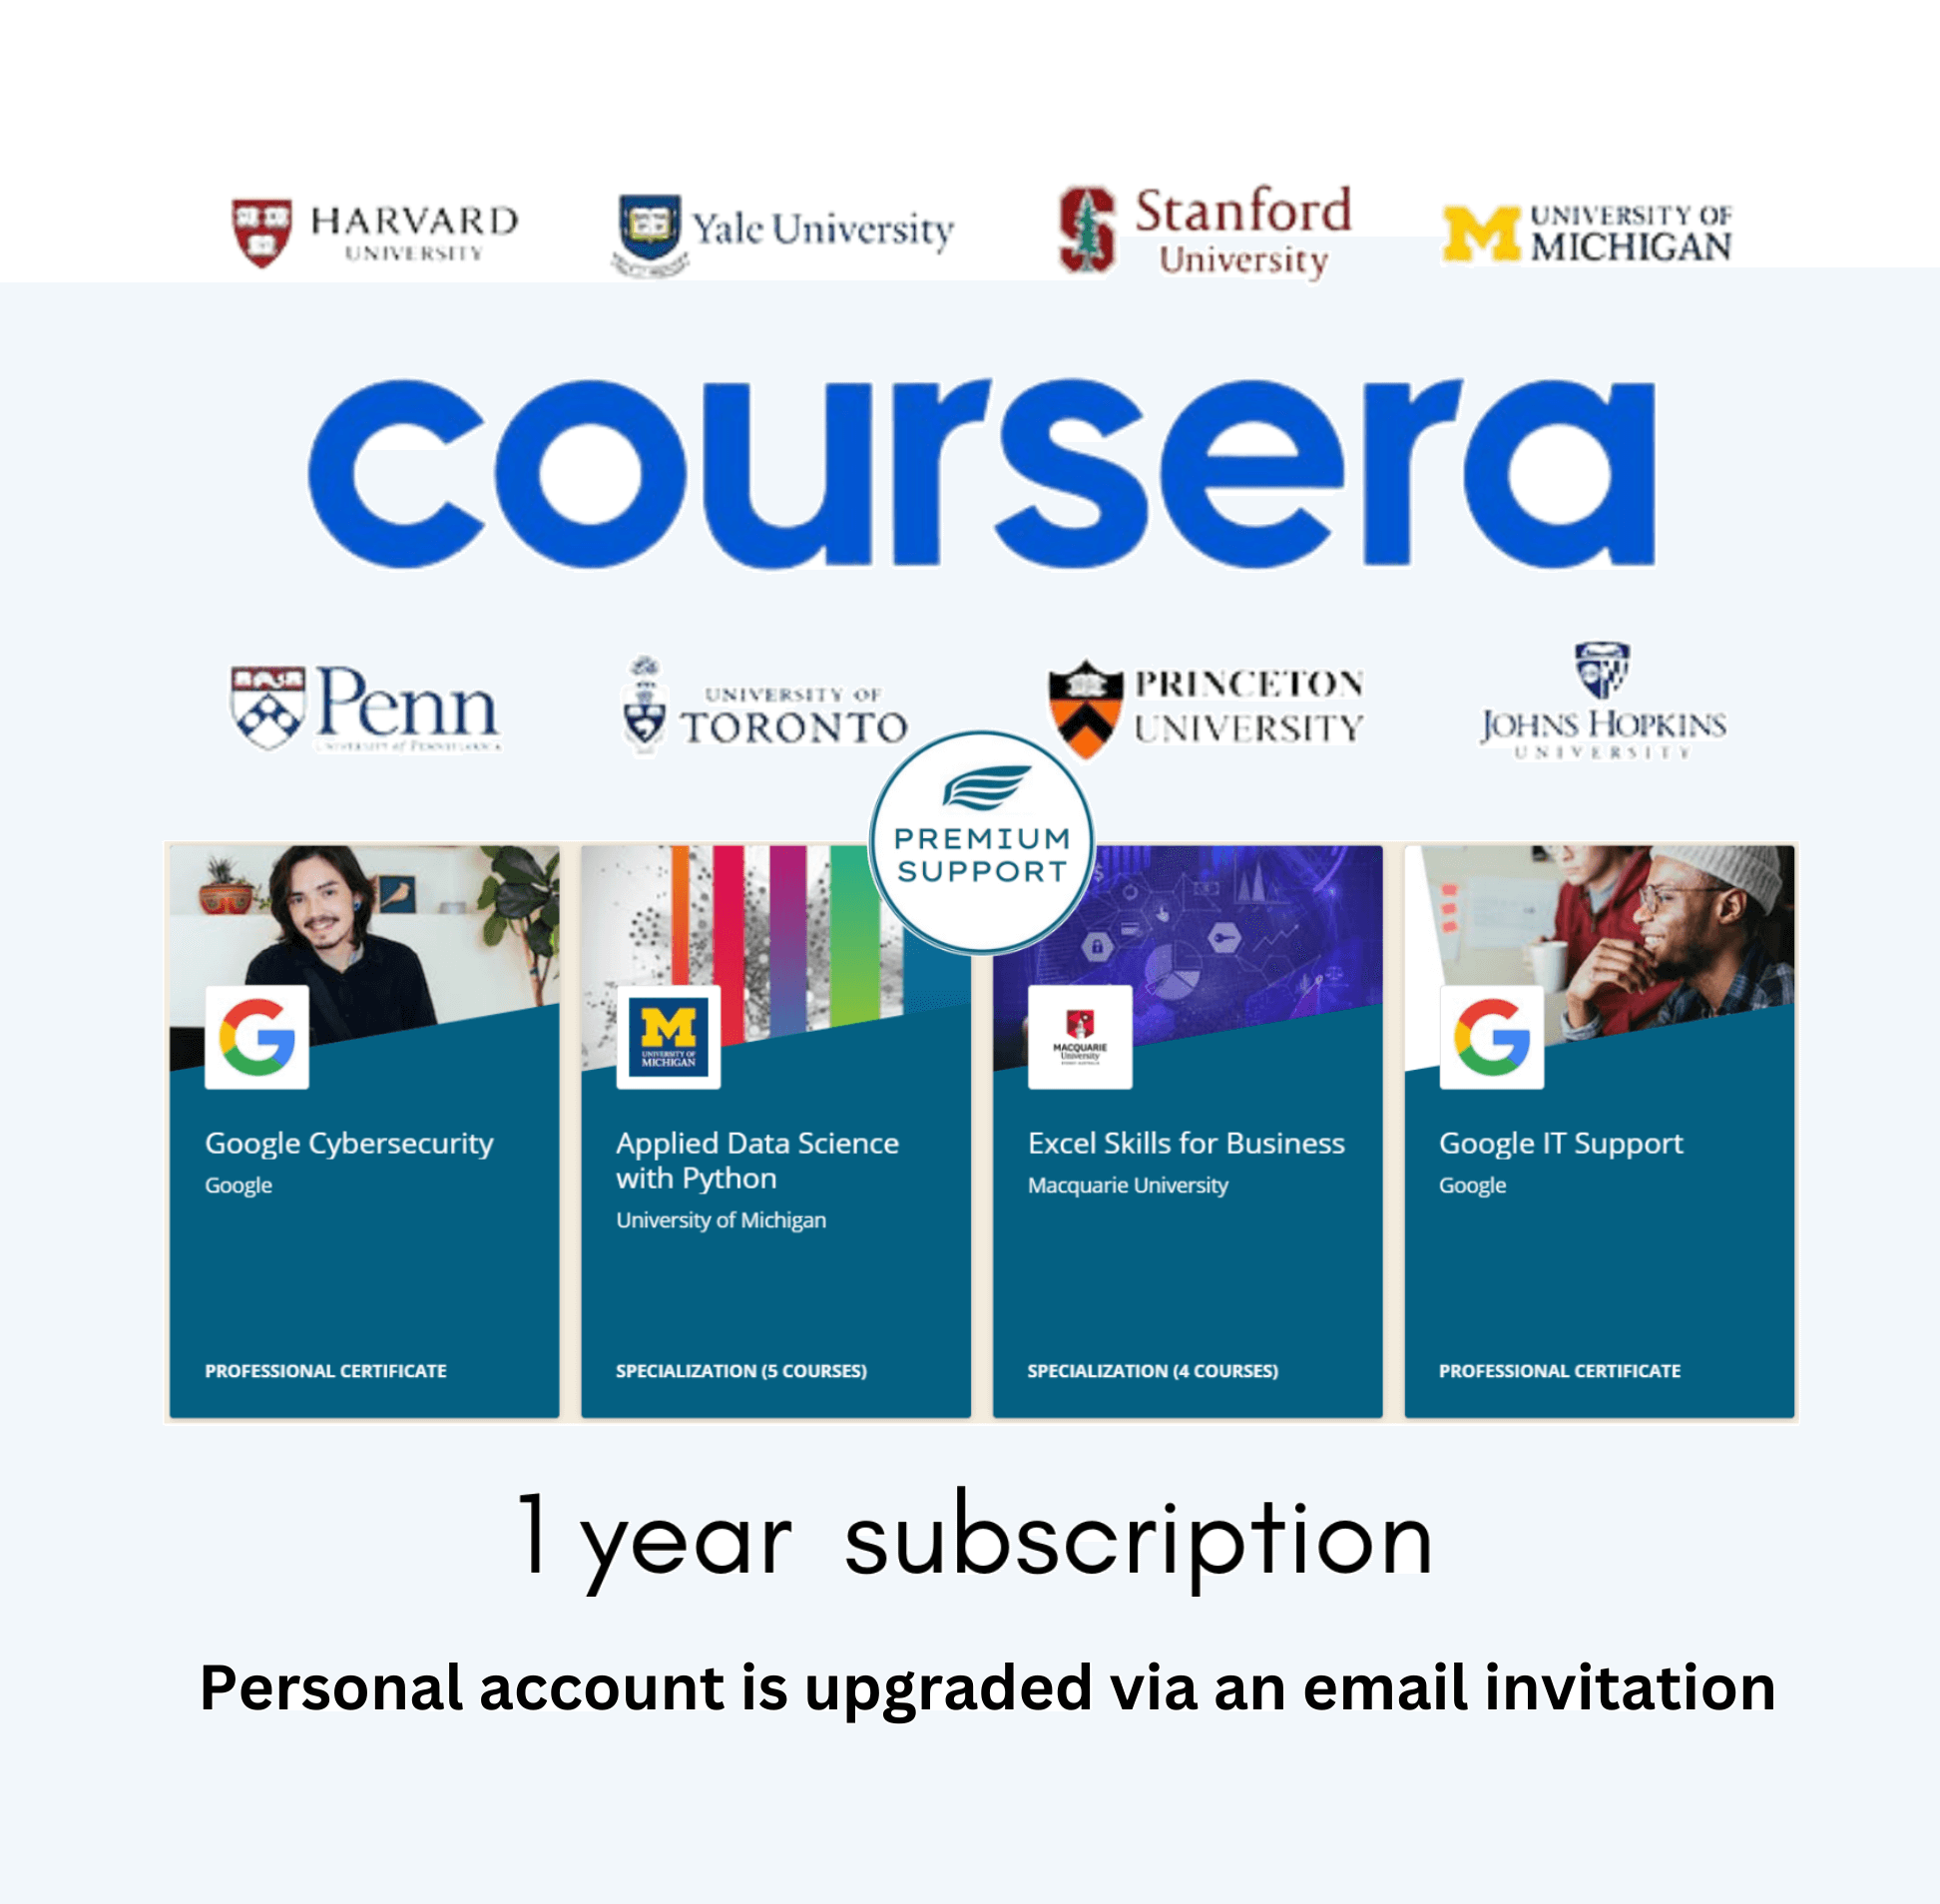 HARVARD
UNIVERSITY
Yale University
Stanford
University
UNIVERSITY OF
MICHIGAN
coursera
Penn
UNIVERSITY of PENNSYLVANIA
UNIVERSITY OF
TORONTO
PRINCETON
UNIVERSITY
JOHNS HOPKINS
UNIVERSITY
PREMIUM
SUPPORT
G
M
UNIVERSITY OF
MICHIGAN
MACQUARIE
University
G
Google Cybersecurity
Google
PROFESSIONAL CERTIFICATE
Applied Data Science
with Python
University of Michigan
SPECIALIZATION (5 COURSES)
Excel Skills for Business
Macquarie University
SPECIALIZATION (4 COURSES)
Google IT Support
Google
PROFESSIONAL CERTIFICATE
1 year subscription
Personal account is upgraded via an email invitation